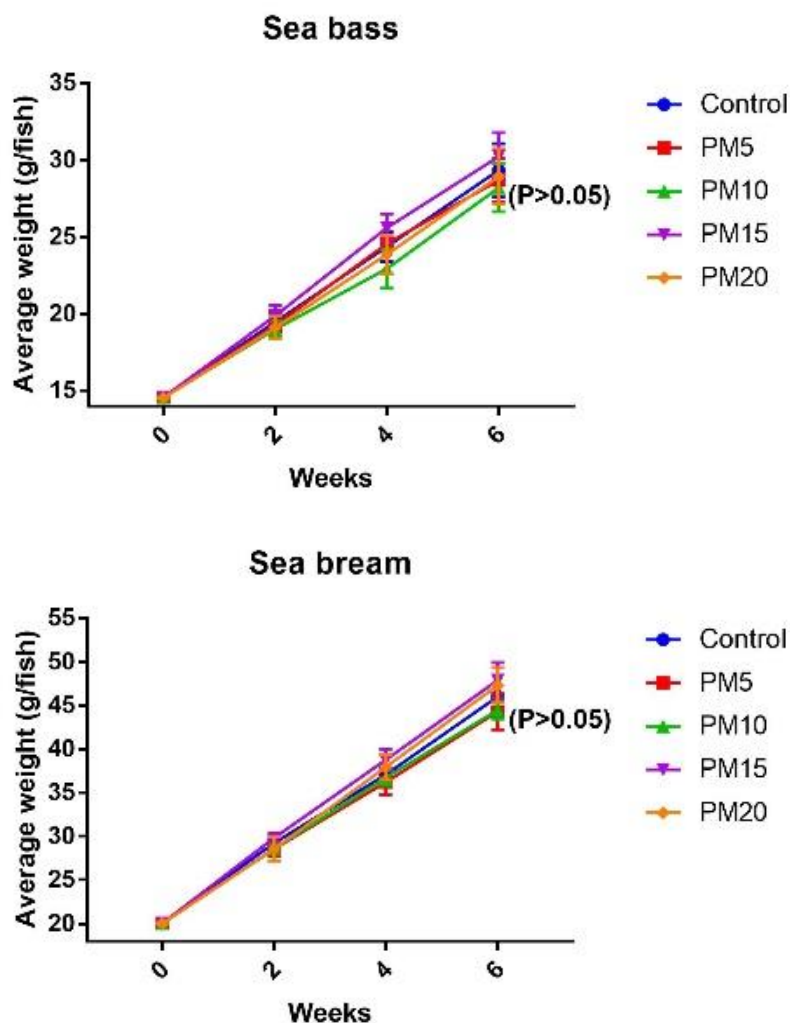 Sea bass
Average weight (g/fish)
35
30
25
20
15
(P>0.05)
0 2 4 6
Weeks
Control
PM5
PM10
PM15
PM20
Sea bream
Average weight (g/fish)
55
50
45
40
35
30
25
20
(P>0.05)
0 2 4 6
Weeks
Control
PM5
PM10
PM15
PM20